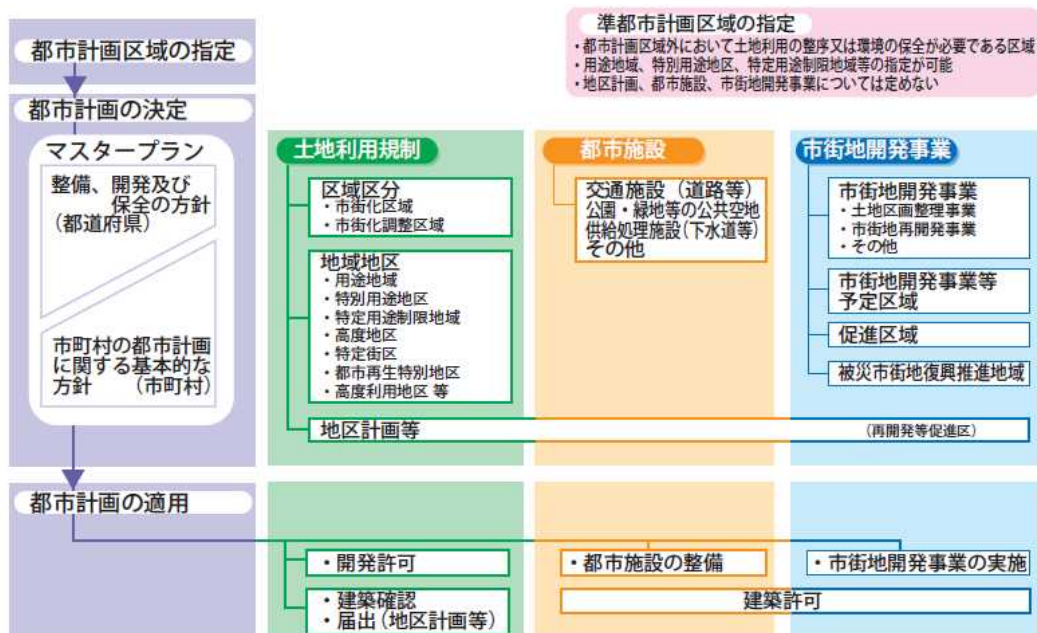 都市計画区域の指定
準都市計画区域の指定
・都市計画区域外において土地利用の整序又は環境の保全が必要である区域
・用途地域、特別用途地区、特定用途制限地域等の指定が可能
・地区計画、都市施設、市街地開発事業については定めない
都市計画の決定
マスタープラン
整備、開発及び
保全の方針
(都道府県)
市町村の都市計画
に関する基本的な
方針 (市町村)
土地利用規制
区域区分
・市街化区域
・市街化調整区域
地域地区
・用途地域
・特別用途地区
・特定用途制限地域
・高度地区
・特定街区
・都市再生特別地区
・高度利用地区 等
地区計画等
(再開発等促進区)
都市施設
交通施設（道路等）
公園・緑地等の公共空地
供給処理施設(下水道等)
その他
市街地開発事業
市街地開発事業
・土地区画整理事業
・市街地再開発事業
・その他
市街地開発事業等
予定区域
促進区域
被災市街地復興推進地域
都市計画の適用
・開発許可
・建築確認
・届出(地区計画等)
・都市施設の整備
・市街地開発事業の実施
建築許可